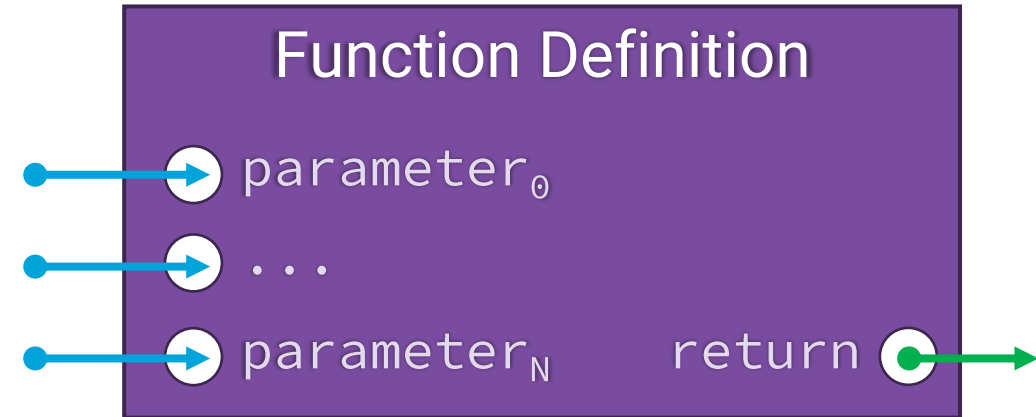 Function Definition
parameter₀
...
parameterN return